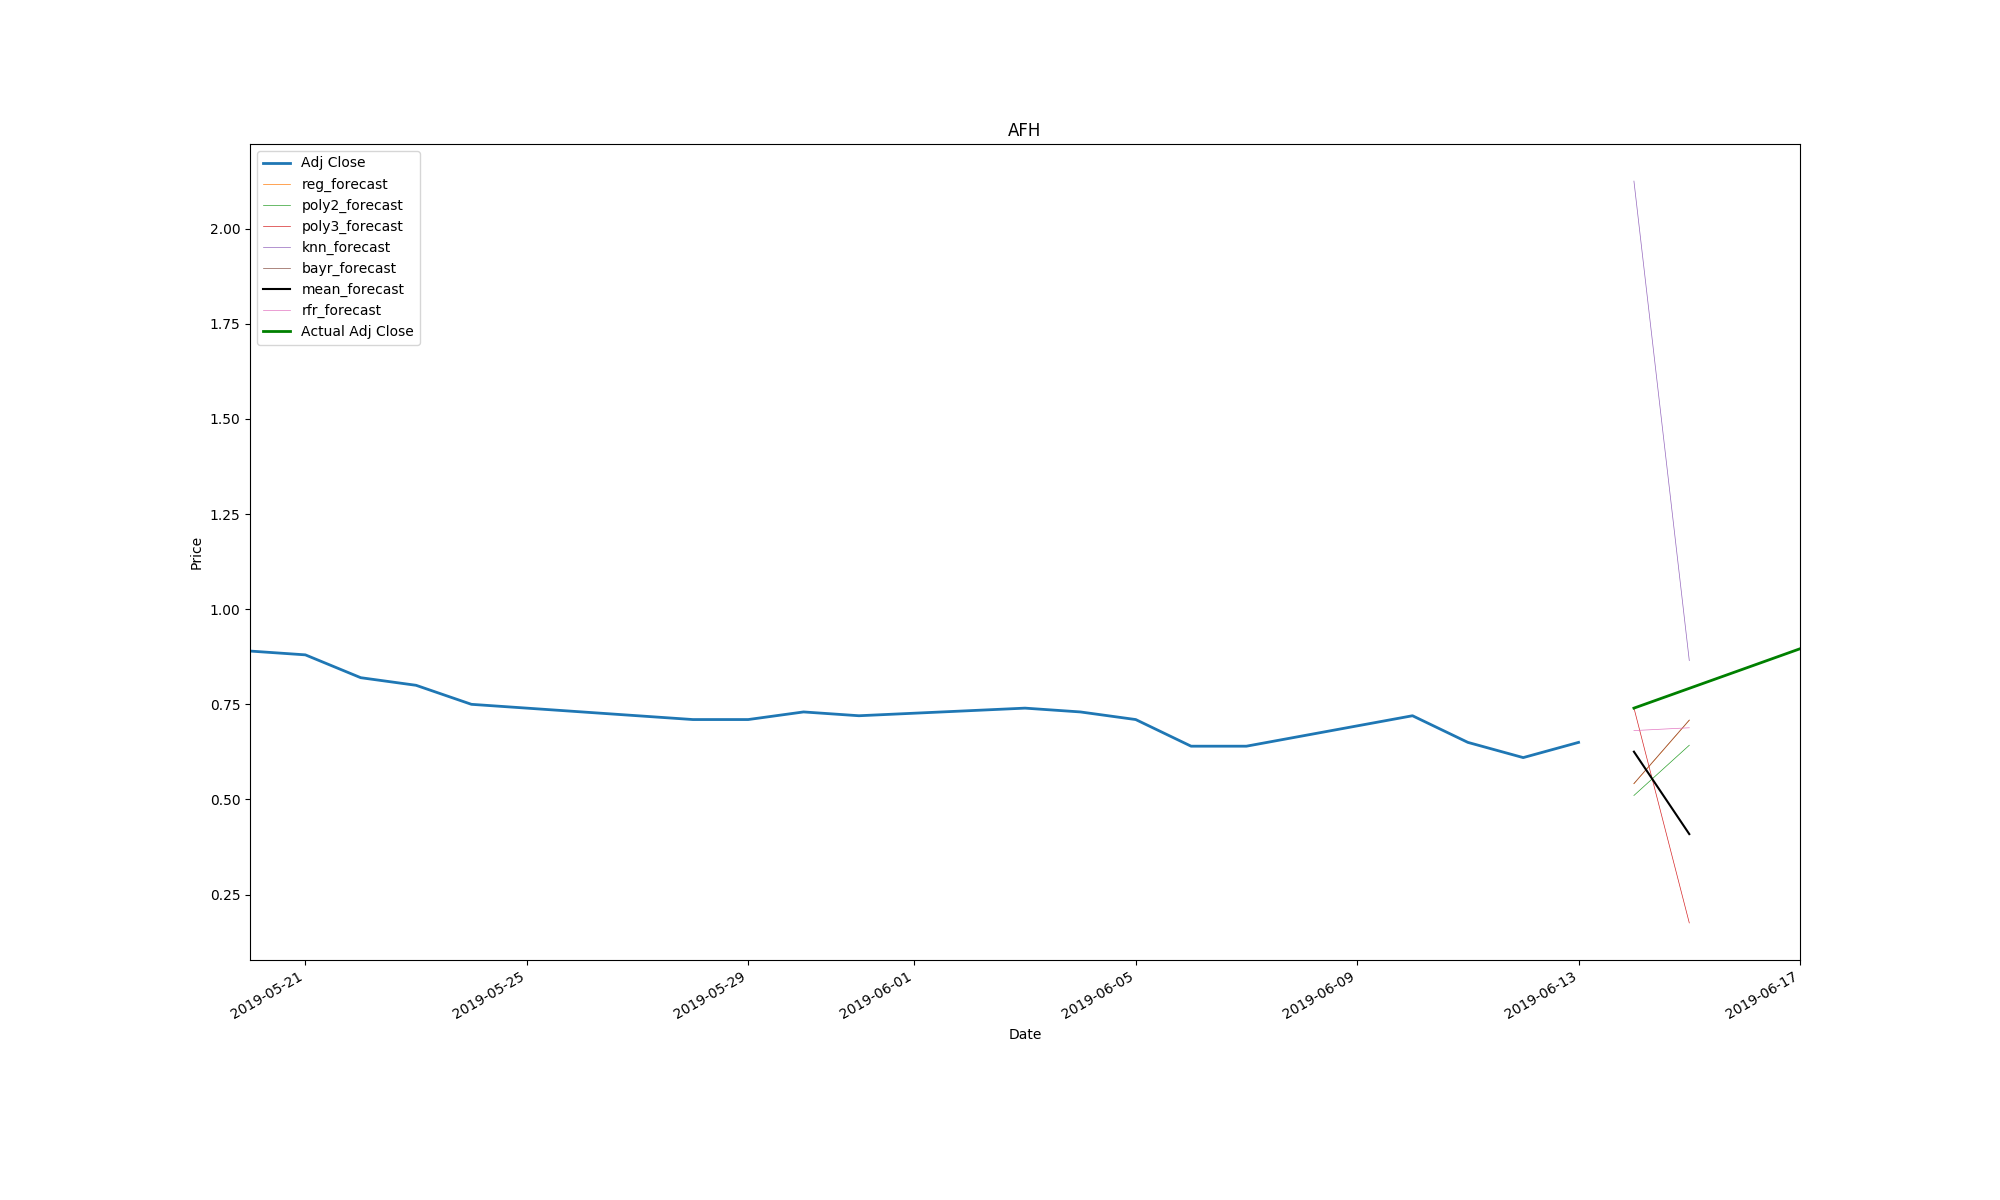 AFH
Adj Close
reg_forecast
poly2_forecast
poly3_forecast
knn_forecast
bayr_forecast
mean_forecast
rfr_forecast
Actual Adj Close
Price
2.00
1.75
1.50
1.25
1.00
0.75
0.50
0.25
2019-05-21
2019-05-25
2019-05-29
2019-06-01
2019-06-05
2019-06-09
2019-06-13
2019-06-17
Date